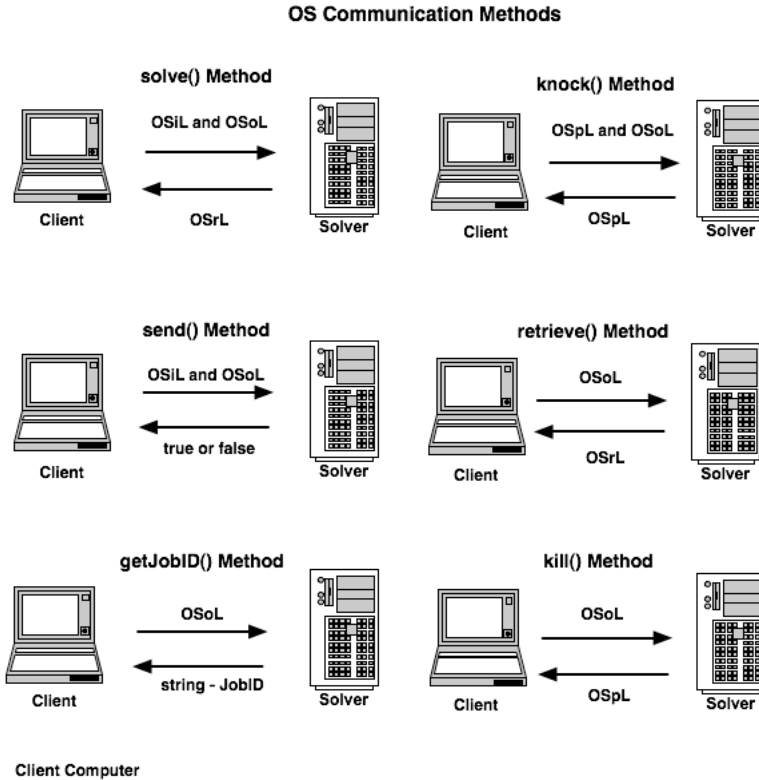 OS Communication Methods
solve() Method
OSiL and OSoL
OSrL
Client
Solver
knock() Method
OSpL and OSoL
OSpL
Client
Solver
send() Method
OSiL and OSoL
true or false
Client
Solver
retrieve() Method
OSoL
OSrL
Client
Solver
getJobID() Method
OSoL
string - JobID
Client
Solver
kill() Method
OSoL
OSpL
Client
Solver
Client Computer